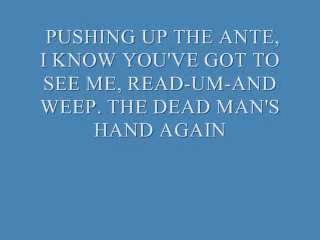 PUSHING UP THE ANTE,
I KNOW YOU'VE GOT TO
SEE ME, READ-UM-AND
WEEP. THE DEAD MAN'S
HAND AGAIN